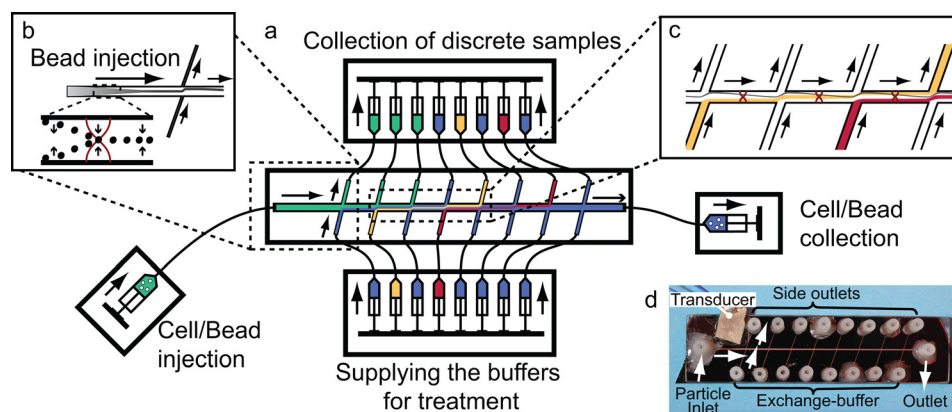 b
Bead injection
a
Collection of discrete samples
c
Cell/Bead
injection
Supplying the buffers
for treatment
Cell/Bead
collection
d
Transducer
Side outlets
Particle
Inlet
Exchange-buffer
Outlet